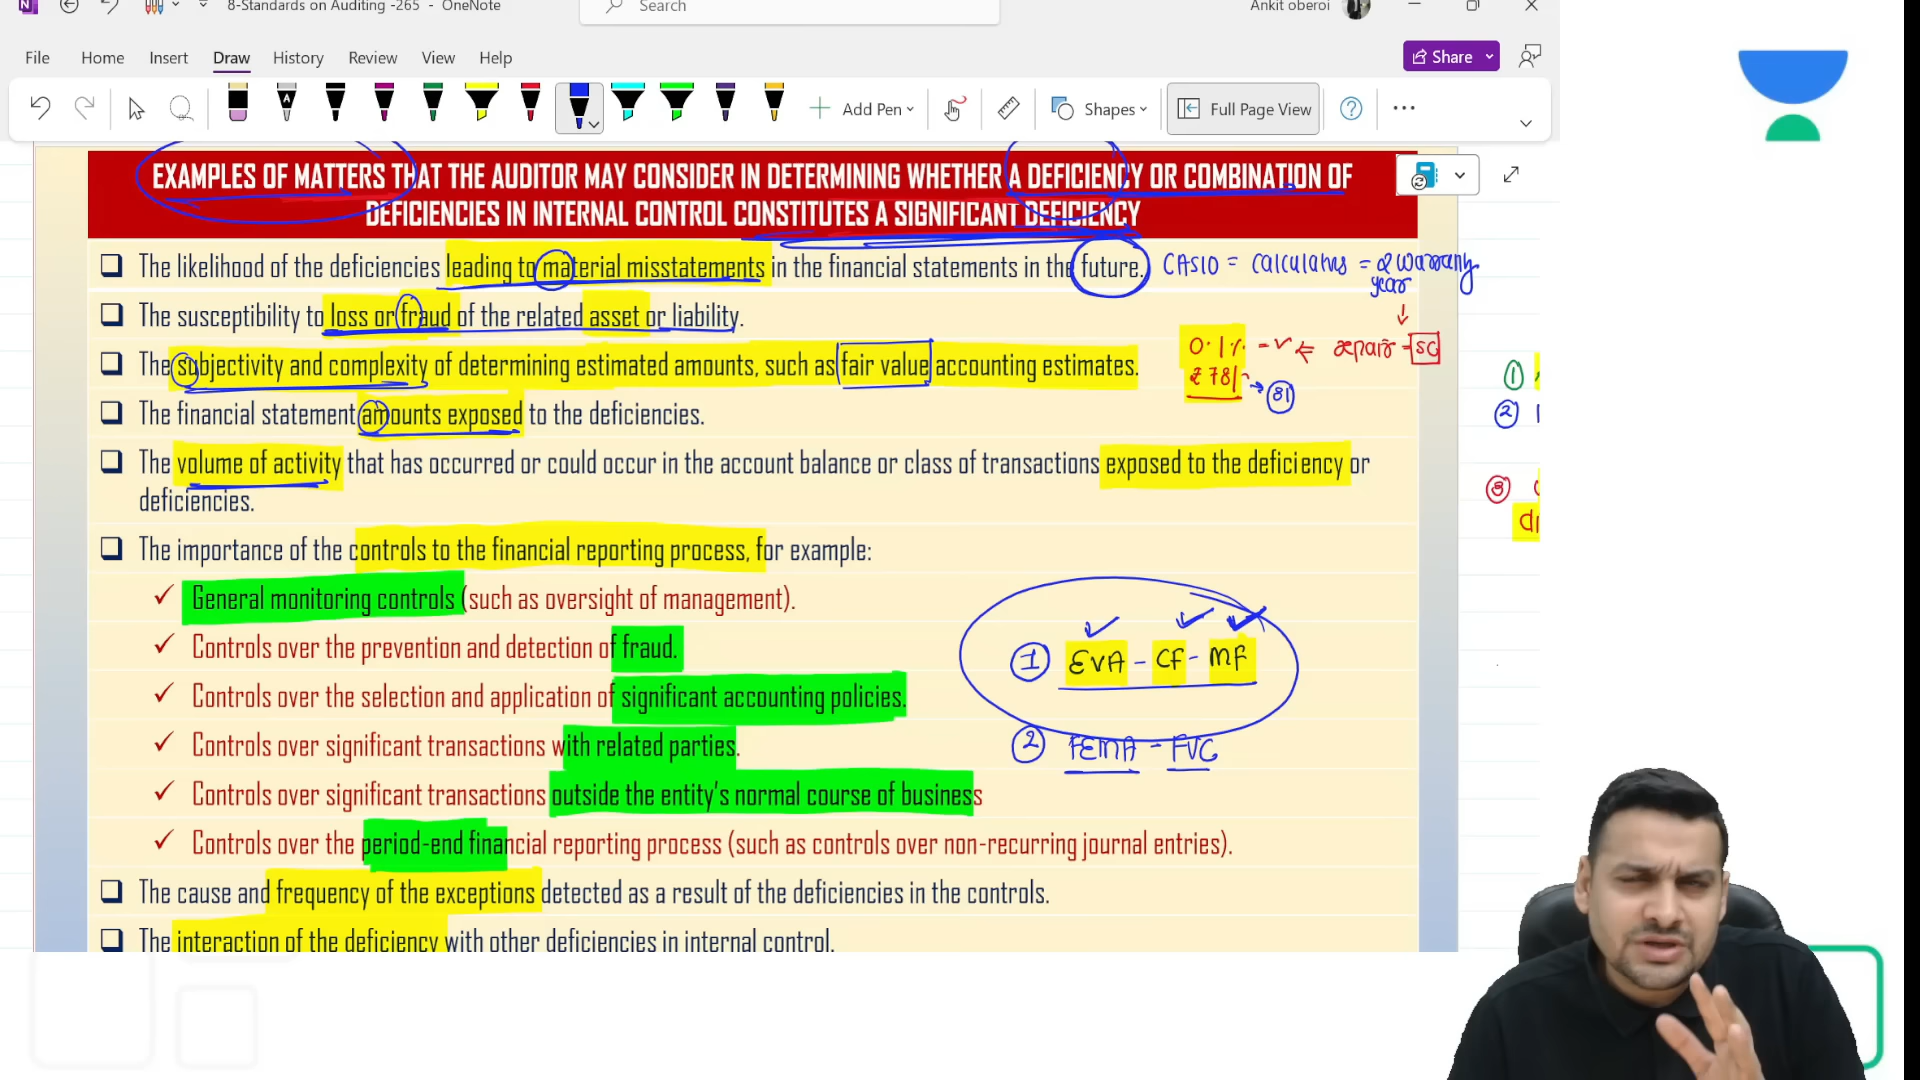 8-Standards on Auditing -265 - OneNote
Search
Ankit oberoi
File Home Insert Draw History Review View Help
Share
Add Pen
Shapes
Full Page View
EXAMPLES OF MATTERS THAT THE AUDITOR MAY CONSIDER IN DETERMINING WHETHER A DEFICIENCY OR COMBINATION OF
DEFICIENCIES IN INTERNAL CONTROL CONSTITUTES A SIGNIFICANT DEFICIENCY
The likelihood of the deficiencies leading to material misstatements in the financial statements in the future.
CASIO = calculators = 2 warranty
year
The susceptibility to loss or fraud of the related asset or liability.
0.1% repair
The subjectivity and complexity of determining estimated amounts, such as fair value accounting estimates.
₹78/-
81
The financial statement amounts exposed to the deficiencies.
The volume of activity that has occurred or could occur in the account balance or class of transactions exposed to the deficiency or
deficiencies.
The importance of the controls to the financial reporting process, for example:
General monitoring controls (such as oversight of management).
Controls over the prevention and detection of fraud.
Controls over the selection and application of significant accounting policies.
Controls over significant transactions with related parties.
Controls over significant transactions outside the entity's normal course of business
Controls over the period-end financial reporting process (such as controls over non-recurring journal entries).
The cause and frequency of the exceptions detected as a result of the deficiencies in the controls.
The interaction of the deficiency with other deficiencies in internal control.
① EVA - CF - MF
② FEMA - FVC
①
②
③